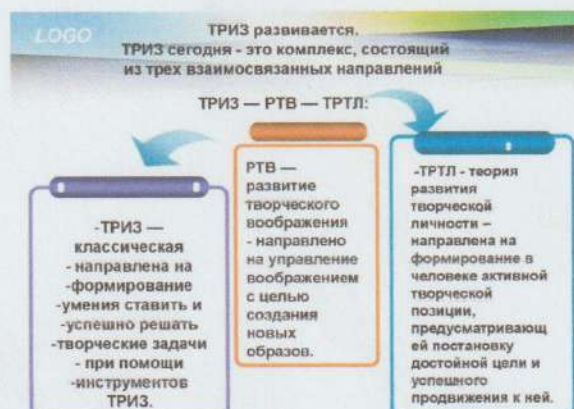 LOGO
ТРИЗ развивается.
ТРИЗ сегодня - это комплекс, состоящий
из трех взаимосвязанных направлений
ТРИЗ — РТВ — ТРТЛ:
-ТРИЗ —
классическая
- направлена на
-формирование
-умения ставить и
-успешно решать
-творческие задачи
- при помощи
-инструментов
ТРИЗ.
РТВ —
развитие
творческого
воображения
- направлено
на управление
воображением
с целью
создания
новых
образов.
-ТРТЛ - теория
развития
творческой
личности –
направлена на
формирование в
человеке активной
творческой
позиции,
предусматривающ
ей постановку
достойной цели и
успешного
продвижения к ней.